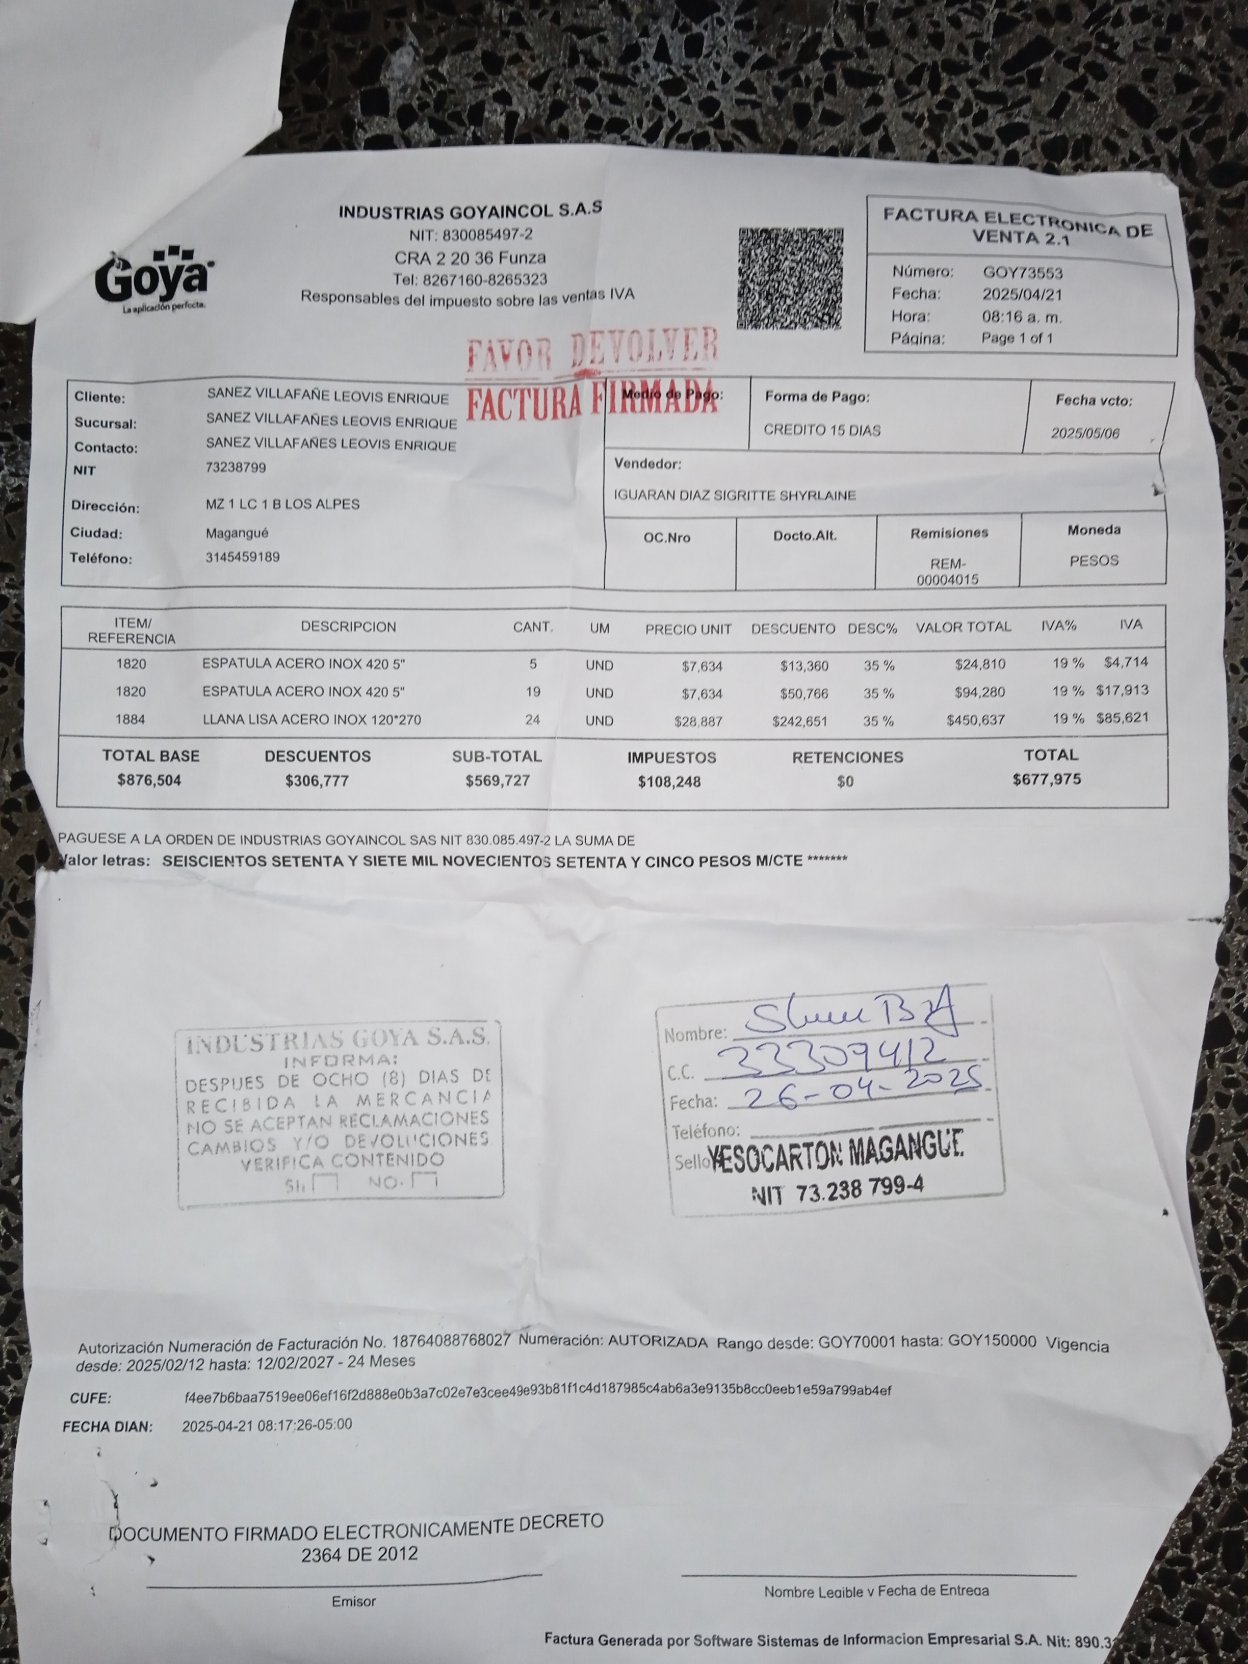 Goya
La aplicación perfecta.
INDUSTRIAS GOYAINCOL S.A.S
NIT: 830085497-2
CRA 2 20 36 Funza
Tel: 8267160-8265323
Responsables del impuesto sobre las ventas IVA
FACTURA ELECTRONICA DE
VENTA 2.1
Número: GOY73553
Fecha: 2025/04/21
Hora: 08:16 a. m.
Página: Page 1 of 1
FAVOR DEVOLVER
FACTURA FIRMADA
Cliente: SANEZ VILLAFAÑE LEOVIS ENRIQUE
Sucursal: SANEZ VILLAFAÑES LEOVIS ENRIQUE
Contacto: SANEZ VILLAFAÑES LEOVIS ENRIQUE
NIT 73238799
Dirección: MZ 1 LC 1 B LOS ALPES
Ciudad: Magangué
Teléfono: 3145459189
Medio de Pago:
Forma de Pago:
CREDITO 15 DIAS
Fecha vcto:
2025/05/06
Vendedor:
IGUARAN DIAZ SIGRITTE SHYRLAINE
OC.Nro Docto.Alt. Remisiones Moneda
REM-
00004015
PESOS
ITEM/
REFERENCIA DESCRIPCION CANT. UM PRECIO UNIT DESCUENTO DESC% VALOR TOTAL IVA% IVA
1820 ESPATULA ACERO INOX 420 5" 5 UND $7,634 $13,360 35 % $24,810 19 % $4,714
1820 ESPATULA ACERO INOX 420 5" 19 UND $7,634 $50,766 35 % $94,280 19 % $17,913
1884 LLANA LISA ACERO INOX 120*270 24 UND $28,887 $242,651 35 % $450,637 19 % $85,621
TOTAL BASE DESCUENTOS SUB-TOTAL IMPUESTOS RETENCIONES TOTAL
$876,504 $306,777 $569,727 $108,248 $0 $677,975
PAGUESE A LA ORDEN DE INDUSTRIAS GOYAINCOL SAS NIT 830.085.497-2 LA SUMA DE
Valor letras: SEISCIENTOS SETENTA Y SIETE MIL NOVECIENTOS SETENTA Y CINCO PESOS M/CTE *******
INDUSTRIAS GOYA S.A.S.
INFORMA:
DESPUES DE OCHO (8) DIAS DE
RECIBIDA LA MERCANCIA
NO SE ACEPTAN RECLAMACIONES
CAMBIOS Y/O DEVOLUCIONES
VERIFICA CONTENIDO
SI. NO.
Nombre:
C.C. 33309412
Fecha: 26-04-2025
Teléfono:
Sello YESOCARTON MAGANGUE
NIT 73.238 799-4
Autorización Numeración de Facturación No. 18764088768027 Numeración: AUTORIZADA Rango desde: GOY70001 hasta: GOY150000 Vigencia
desde: 2025/02/12 hasta: 12/02/2027 - 24 Meses
CUFE: f4ee7b6baa7519ee06ef16f2d888e0b3a7c02e7e3cee49e93b81f1c4d187985c4ab6a3e9135b8cc0eeb1e59a799ab4ef
FECHA DIAN: 2025-04-21 08:17:26-05:00
DOCUMENTO FIRMADO ELECTRONICAMENTE DECRETO
2364 DE 2012
Emisor
Nombre Legible y Fecha de Entrega
Factura Generada por Software Sistemas de Informacion Empresarial S.A. Nit: 890.3